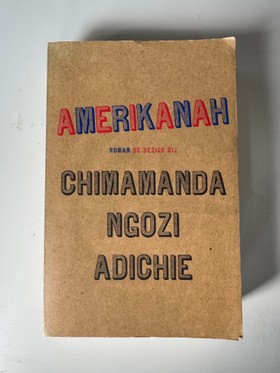 AMERIKANAH
ROMAN DE BEZIGE BIJ
CHIMAMANDA
NGOZI
ADICHIE